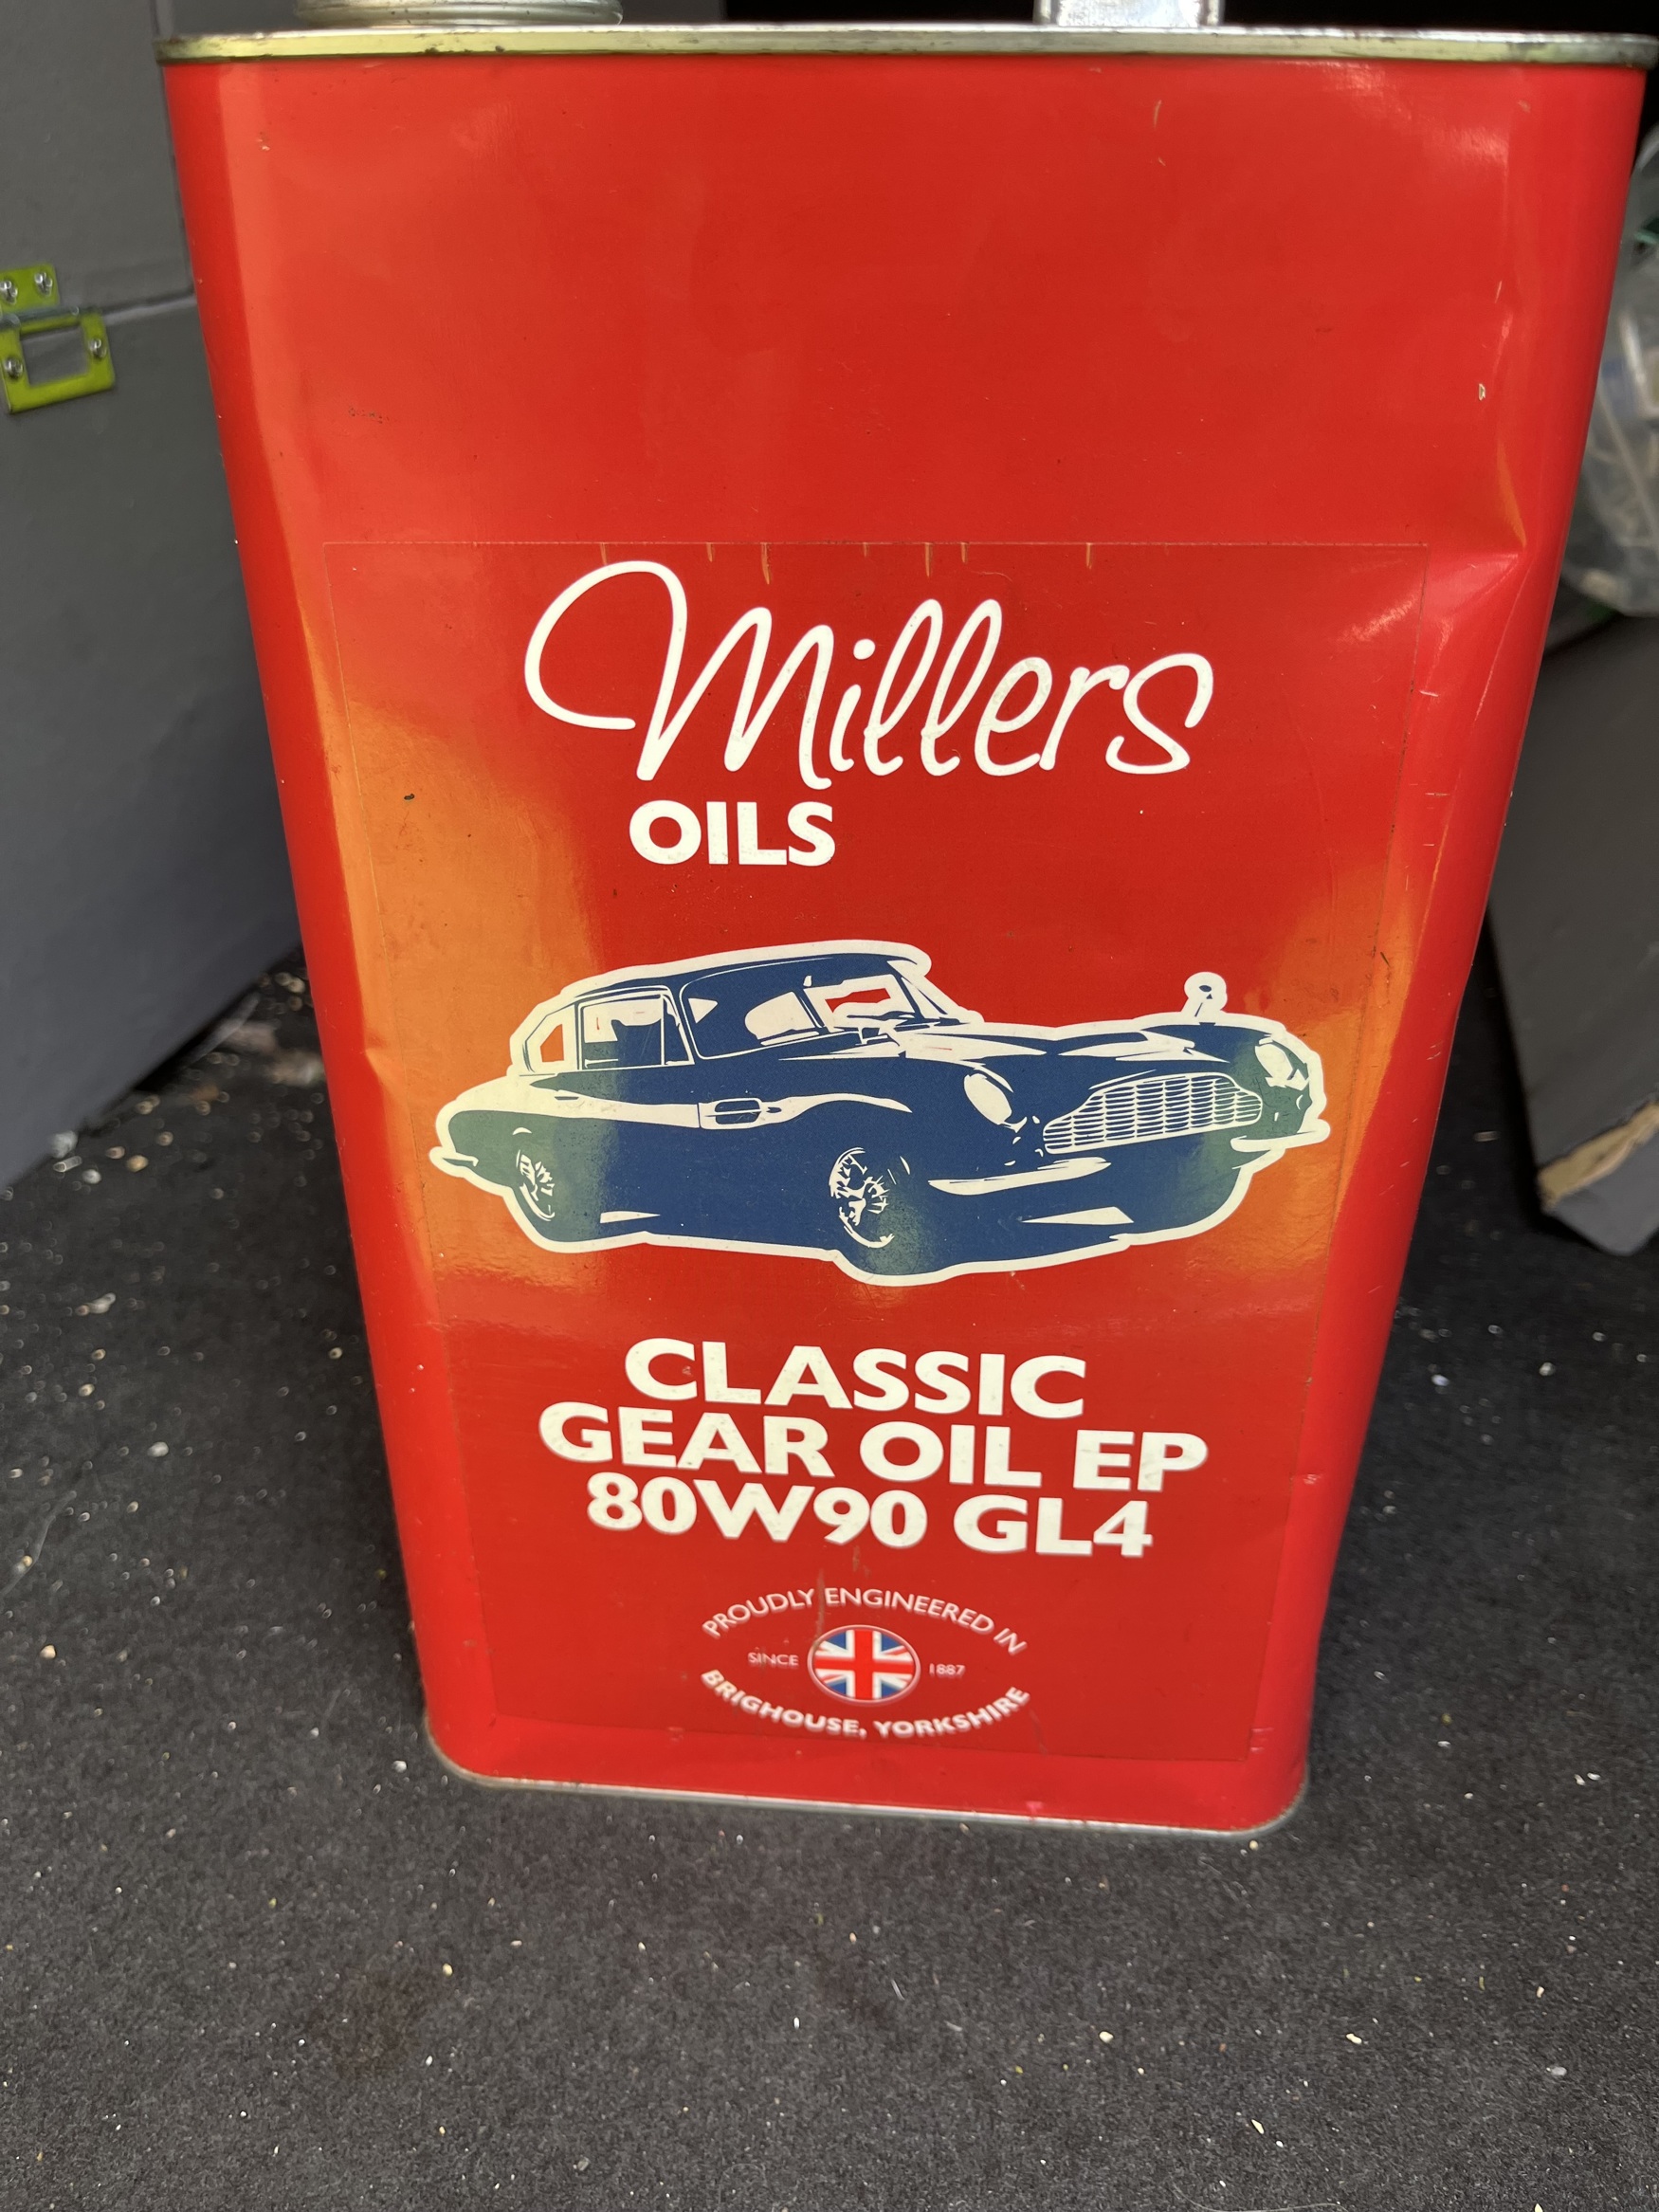 Millers
OILS
CLASSIC
GEAR OIL EP
80W90 GL4
PROUDLY ENGINEERED IN
SINCE 1887
BRIGHOUSE, YORKSHIRE